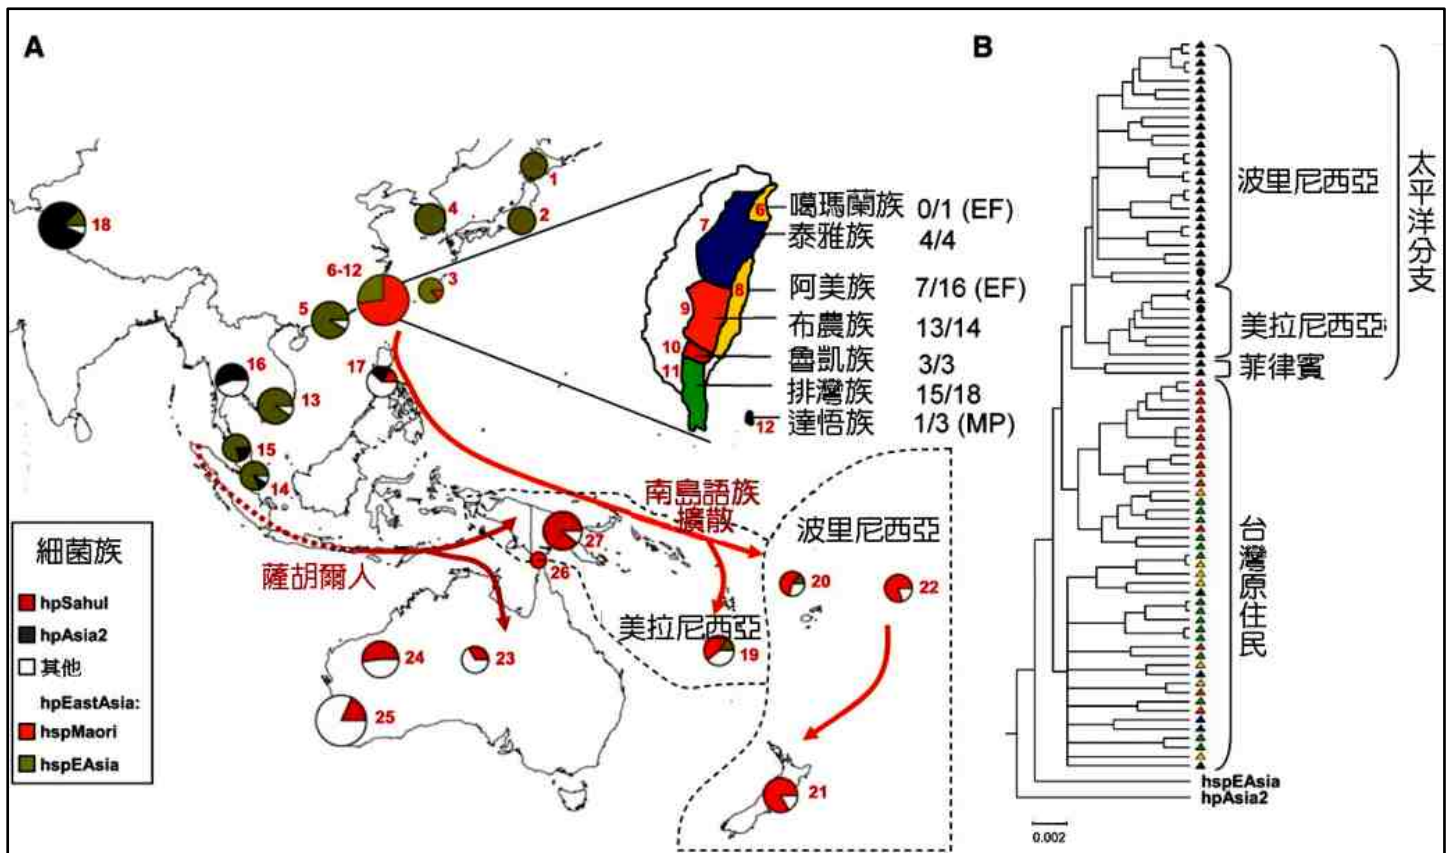 A
B
1
2
3
4
5
6-12
13
14
15
16
17
18
6
7
8
9
10
11
12
噶瑪蘭族 0/1 (EF)
泰雅族 4/4
阿美族 7/16 (EF)
布農族 13/14
魯凱族 3/3
排灣族 15/18
達悟族 1/3 (MP)
南島語族
擴散
波里尼西亞
薩胡爾人
美拉尼西亞
19
20
21
22
23
24
25
26
27
細菌族
hpSahul
hpAsia2
其他
hpEastAsia:
hspMaori
hspEAsia
波里尼西亞
美拉尼西亞
菲律賓
太平洋分支
台灣原住民
hspEAsia
hpAsia2
0.002